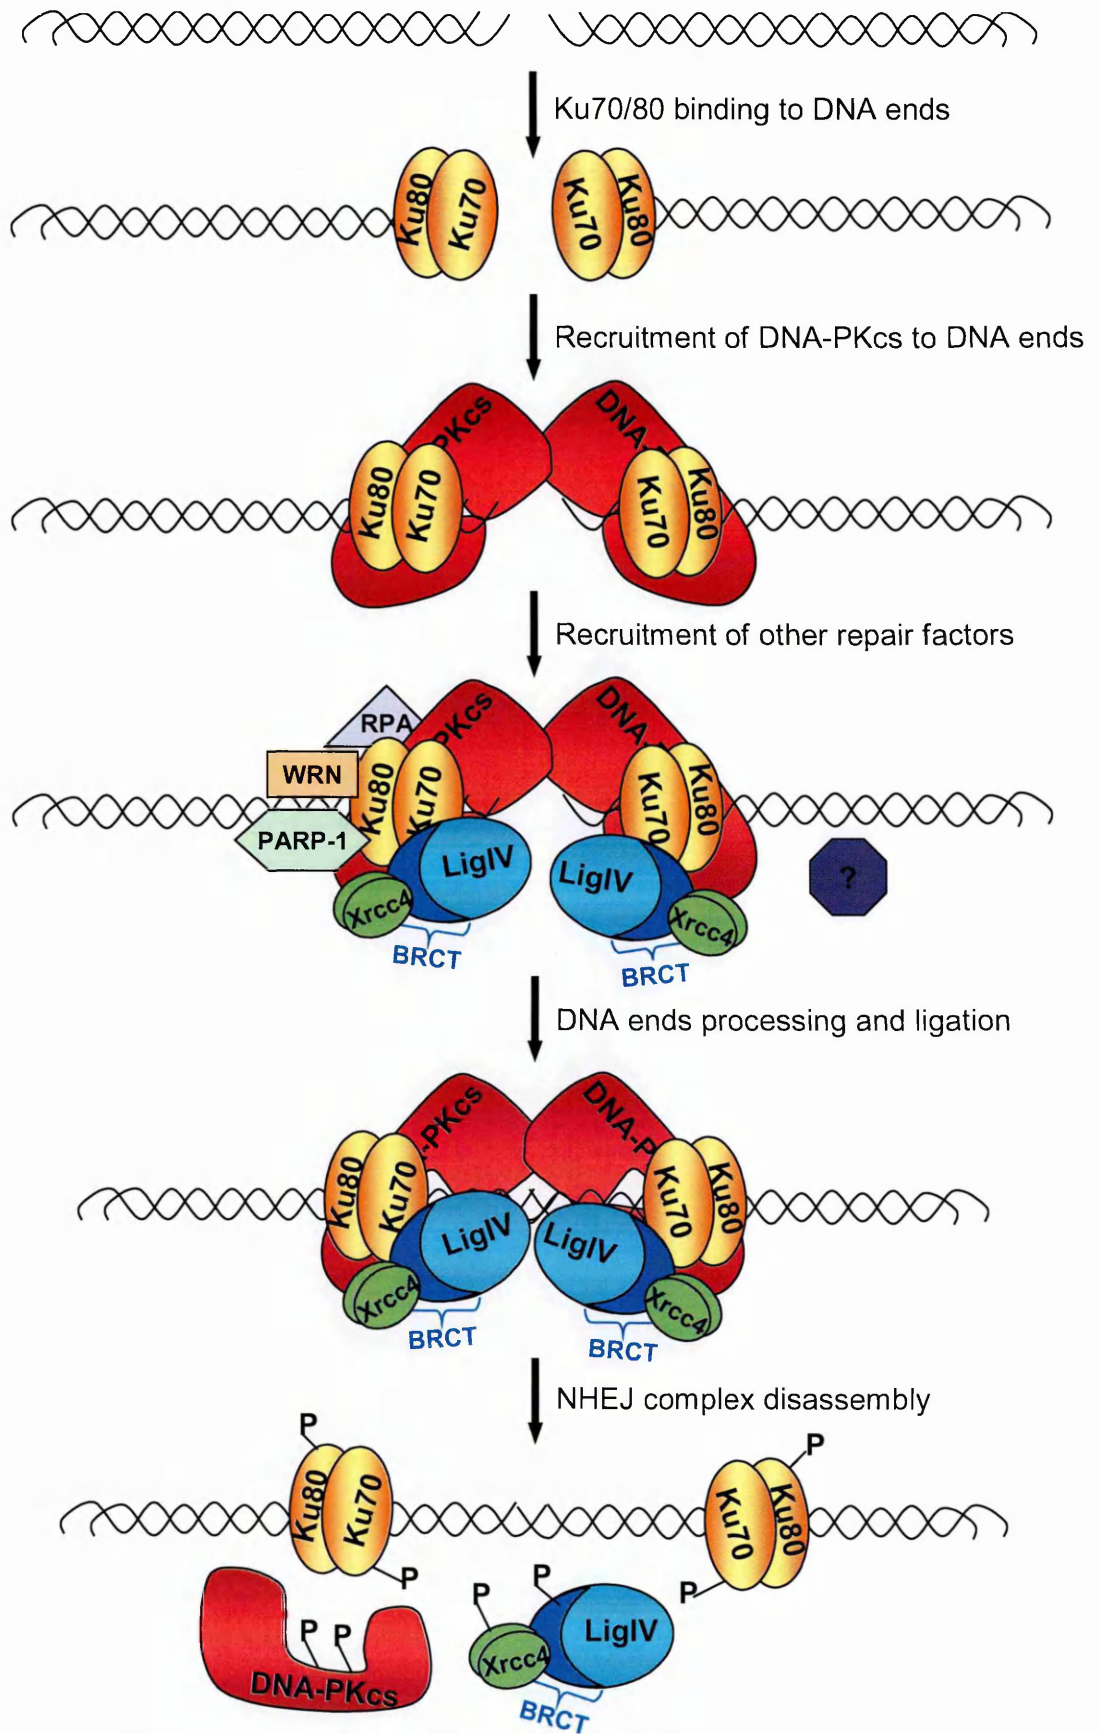 Ku70/80 binding to DNA ends
Ku80
Ku70
Ku70
Ku80
Recruitment of DNA-PKcs to DNA ends
PKcs
DNA-
Ku80
Ku70
Ku70
Ku80
Recruitment of other repair factors
RPA
PKcs
DNA-
WRN
Ku80
Ku70
Ku70
Ku80
PARP-1
LigIV
LigIV
?
Xrcc4
Xrcc4
BRCT
BRCT
DNA ends processing and ligation
-PKcs
DNA-P
Ku80
Ku70
Ku70
Ku80
LigIV
LigIV
Xrcc4
Xrcc4
BRCT
BRCT
NHEJ complex disassembly
P
P
Ku80
Ku70
Ku70
Ku80
P
P
P
P
P
P
LigIV
Xrcc4
DNA-PKcs
BRCT